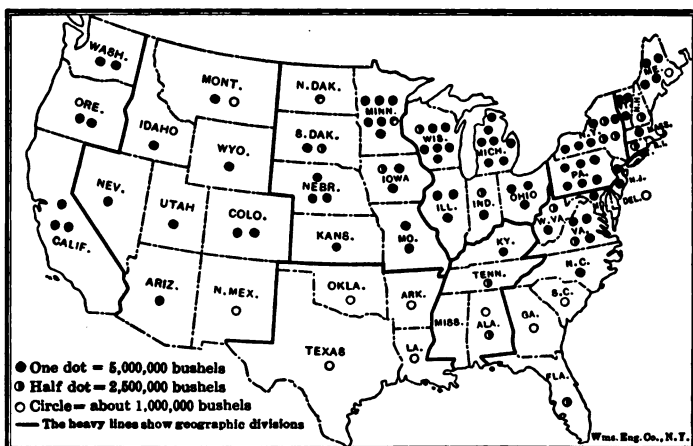 WASH.
ORE.
CALIF.
NEV.
IDAHO
MONT.
WYO.
UTAH
COLO.
ARIZ.
N.MEX.
N.DAK.
S.DAK.
NEBR.
KANS.
OKLA.
TEXAS
MINN.
IOWA
MO.
ARK.
LA.
WIS.
MICH.
ILL.
IND.
OHIO
KY.
TENN.
MISS.
ALA.
GA.
FLA.
S.C.
N.C.
VA.
W.VA.
PA.
N.J.
DEL.
MASS.
R.I.
N.H.
ME.
One dot = 5,000,000 bushels
Half dot = 2,500,000 bushels
Circle = about 1,000,000 bushels
The heavy lines show geographic divisions
Wms. Eng. Co., N. Y.